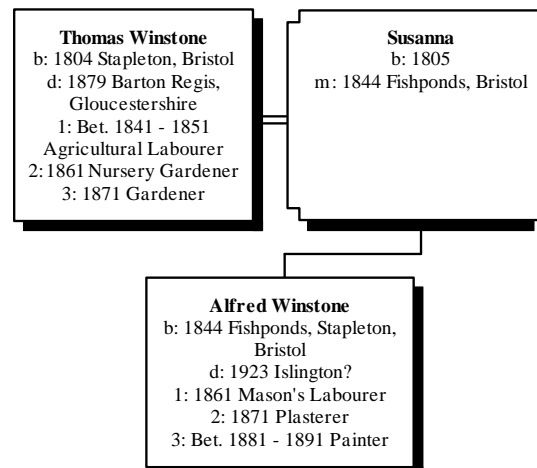 Thomas Winstone
b: 1804 Stapleton, Bristol
d: 1879 Barton Regis,
Gloucestershire
1: Bet. 1841 - 1851
Agricultural Labourer
2: 1861 Nursery Gardener
3: 1871 Gardener
Susanna
b: 1805
m: 1844 Fishponds, Bristol
Alfred Winstone
b: 1844 Fishponds, Stapleton,
Bristol
d: 1923 Islington?
1: 1861 Mason's Labourer
2: 1871 Plasterer
3: Bet. 1881 - 1891 Painter